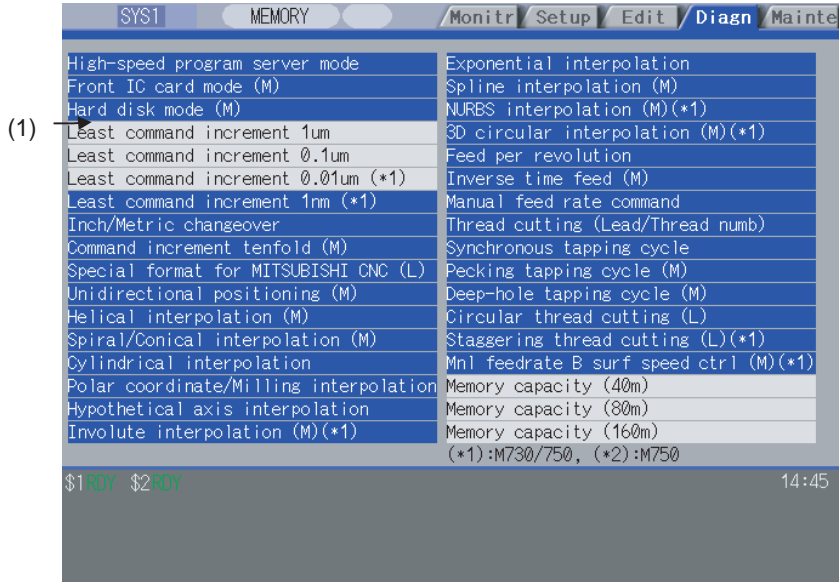 SYS1 MEMORY Monitr Setup Edit Diagn Mainte
High-speed program server mode
Front IC card mode (M)
Hard disk mode (M)
(1)
Least command increment 1um
Least command increment 0.1um
Least command increment 0.01um (*1)
Least command increment 1nm (*1)
Inch/Metric changeover
Command increment tenfold (M)
Special format for MITSUBISHI CNC (L)
Unidirectional positioning (M)
Helical interpolation (M)
Spiral/Conical interpolation (M)
Cylindrical interpolation
Polar coordinate/Milling interpolation
Hypothetical axis interpolation
Involute interpolation (M)(*1)
Exponential interpolation
Spline interpolation (M)
NURBS interpolation (M)(*1)
3D circular interpolation (M)(*1)
Feed per revolution
Inverse time feed (M)
Manual feed rate command
Thread cutting (Lead/Thread numb)
Synchronous tapping cycle
Pecking tapping cycle (M)
Deep-hole tapping cycle (M)
Circular thread cutting (L)
Staggering thread cutting (L)(*1)
Mnl feedrate B surf speed ctrl (M)(*1)
Memory capacity (40m)
Memory capacity (80m)
Memory capacity (160m)
(*1):M730/750, (*2):M750
$1RDY $2RDY 14:45